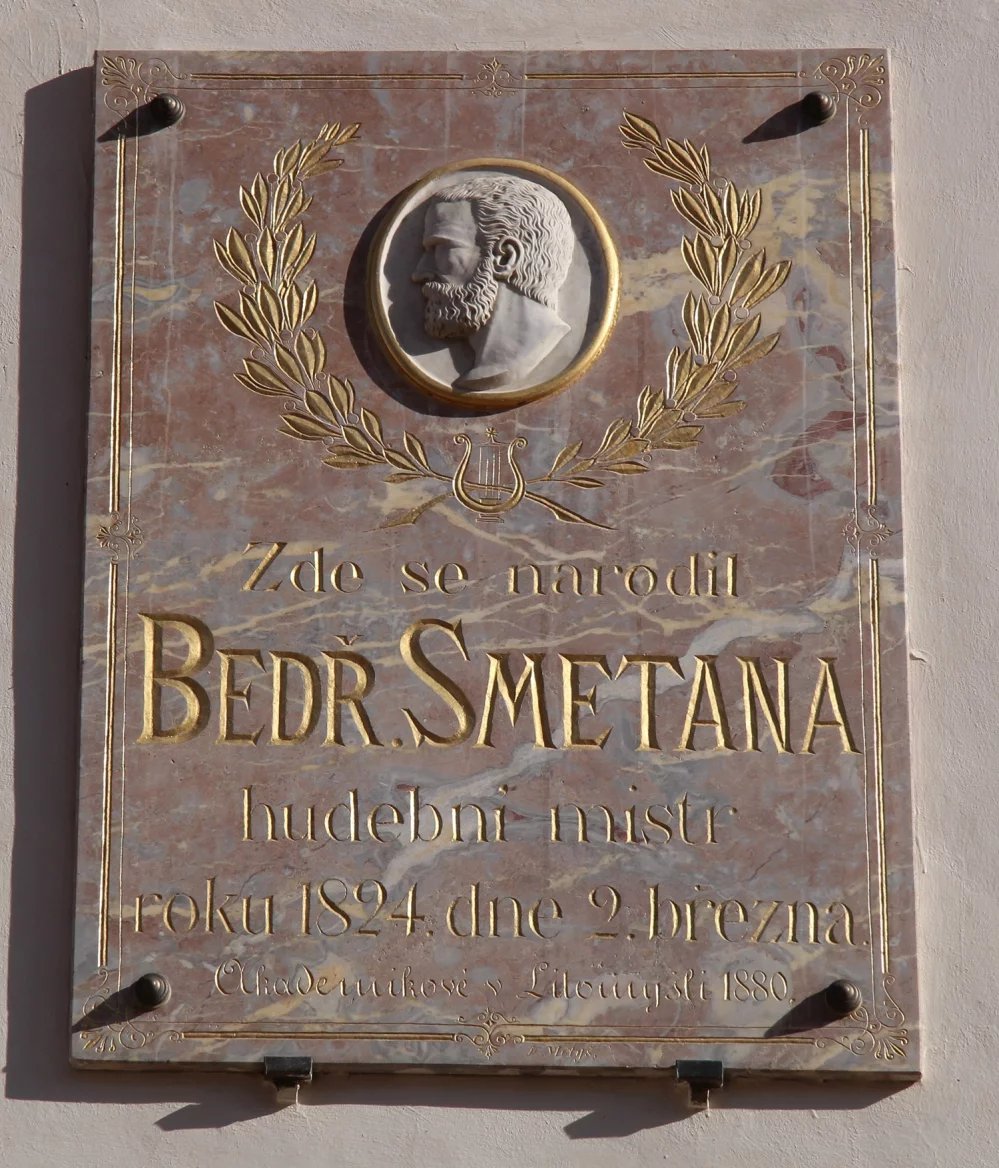 Zde se narodil
BEDŘ. SMETANA
hudební mistr
roku 1824. dne 2. března.
Akademikové v Litomyšli 1880.